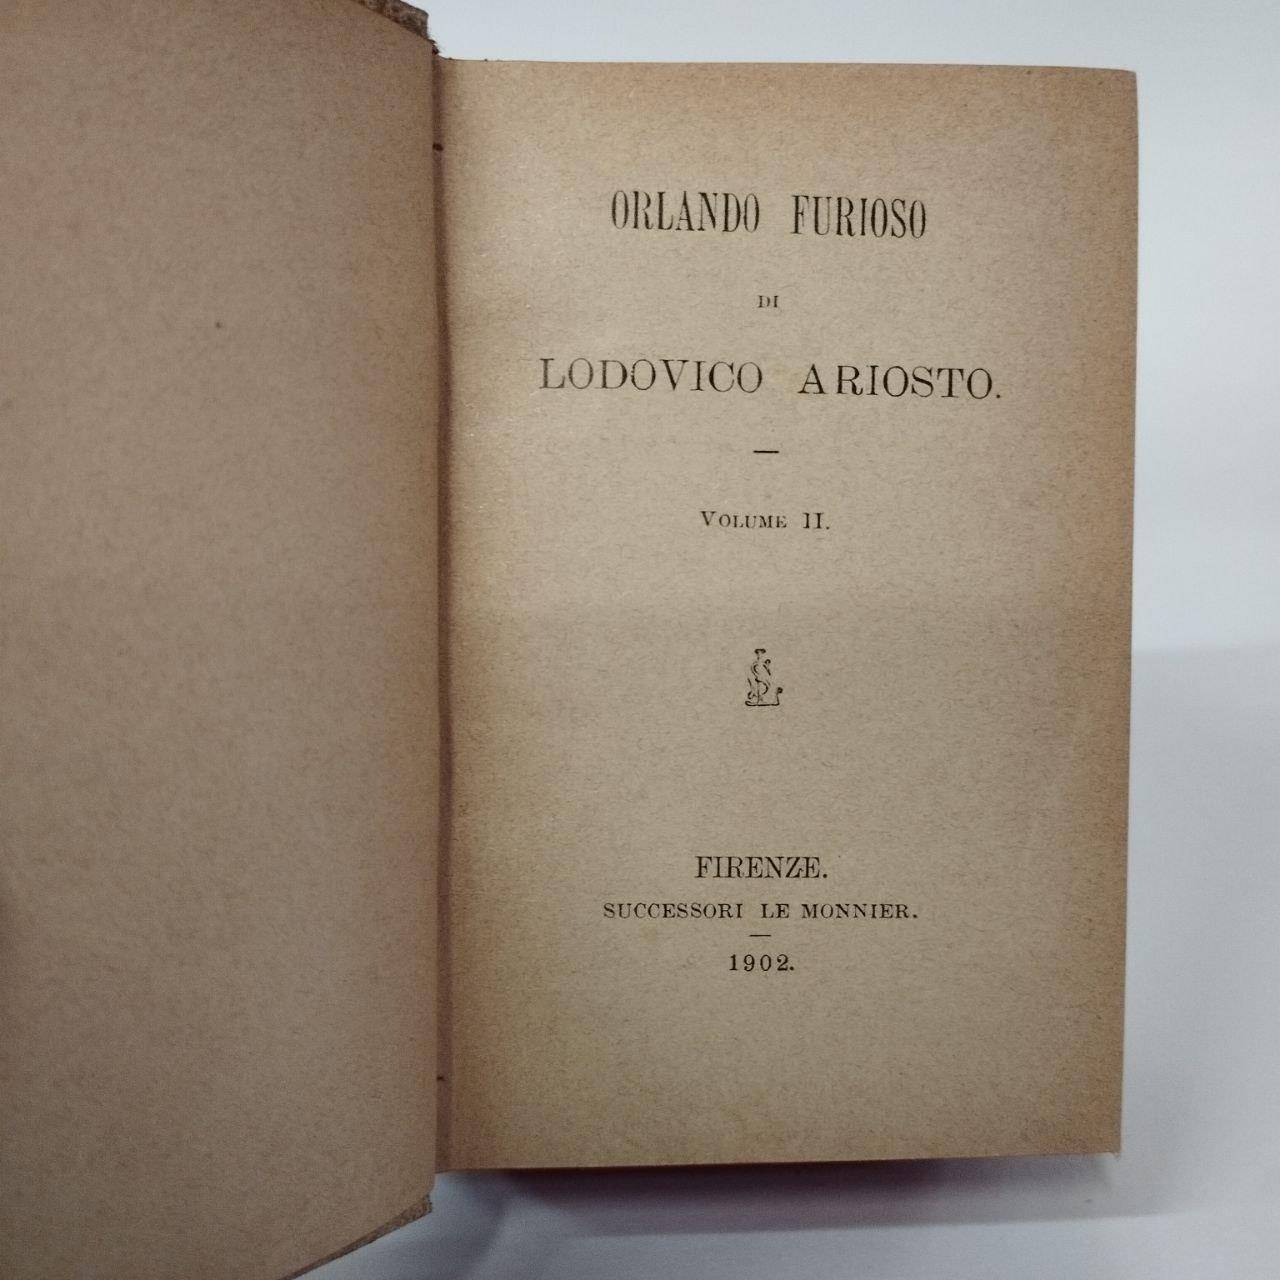 ORLANDO FURIOSO
DI
LODOVICO ARIOSTO.
VOLUME II.
FIRENZE.
SUCCESSORI LE MONNIER.
1902.